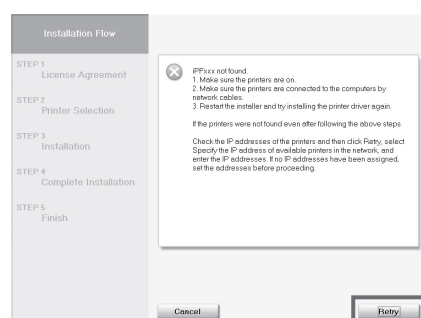 Installation Flow
STEP 1
License Agreement
STEP 2
Printer Selection
STEP 3
Installation
STEP 4
Complete Installation
STEP 5
Finish
iPFxxx not found.
1. Make sure the printers are on.
2. Make sure the printers are connected to the computers by
network cables.
3. Restart the installer and try installing the printer driver again.
If the printers were not found even after following the above steps
Check the IP addresses of the printers and then click Retry, select
Specify the IP address of available printers in the network, and
enter the IP addresses. If no IP addresses have been assigned,
set the addresses before proceeding.
Cancel
Retry